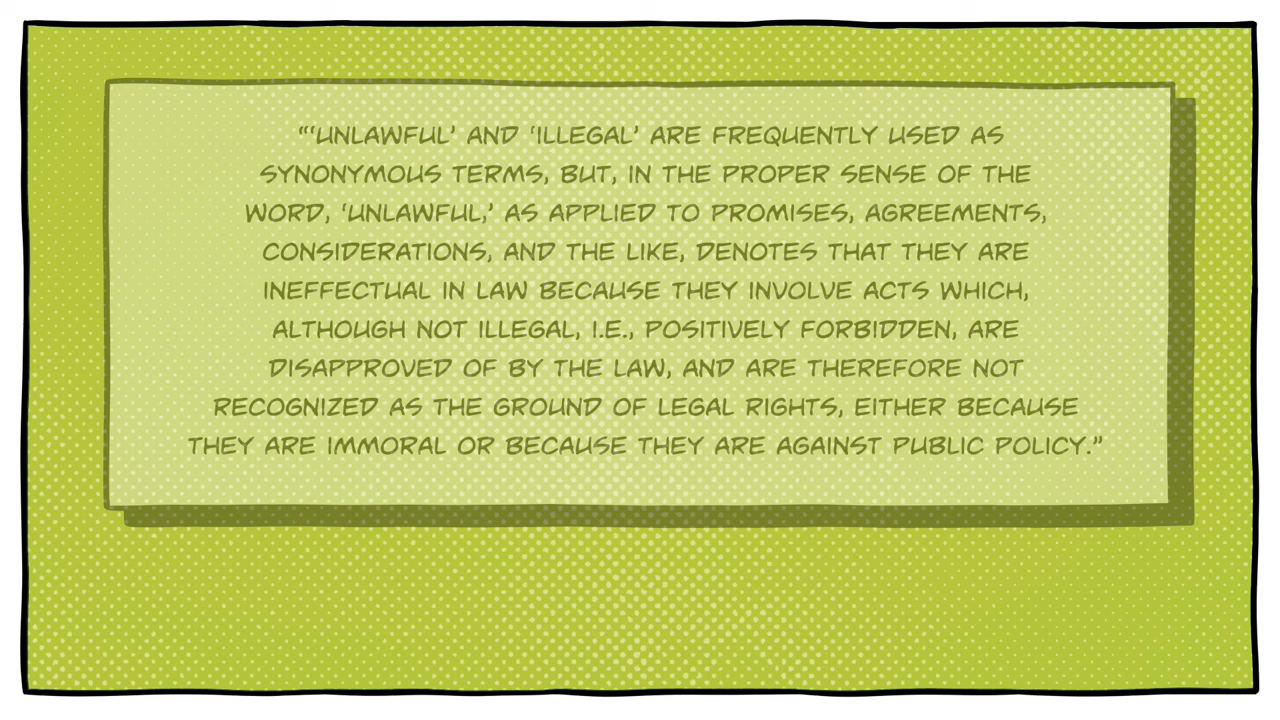 “‘UNLAWFUL’ AND ‘ILLEGAL’ ARE FREQUENTLY USED AS
SYNONYMOUS TERMS, BUT, IN THE PROPER SENSE OF THE
WORD, ‘UNLAWFUL,’ AS APPLIED TO PROMISES, AGREEMENTS,
CONSIDERATIONS, AND THE LIKE, DENOTES THAT THEY ARE
INEFFECTUAL IN LAW BECAUSE THEY INVOLVE ACTS WHICH,
ALTHOUGH NOT ILLEGAL, I.E., POSITIVELY FORBIDDEN, ARE
DISAPPROVED OF BY THE LAW, AND ARE THEREFORE NOT
RECOGNIZED AS THE GROUND OF LEGAL RIGHTS, EITHER BECAUSE
THEY ARE IMMORAL OR BECAUSE THEY ARE AGAINST PUBLIC POLICY.”